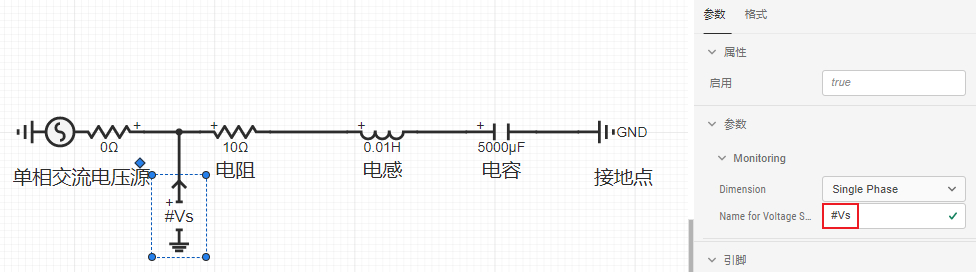 参数 格式
属性
启用 true
参数
Monitoring
Dimension Single Phase
Name for Voltage S... #Vs
引脚
+ + + + GND
0Ω 10Ω 0.01H 5000μF
单相交流电压源 电阻 电感 电容 接地点
+
#Vs